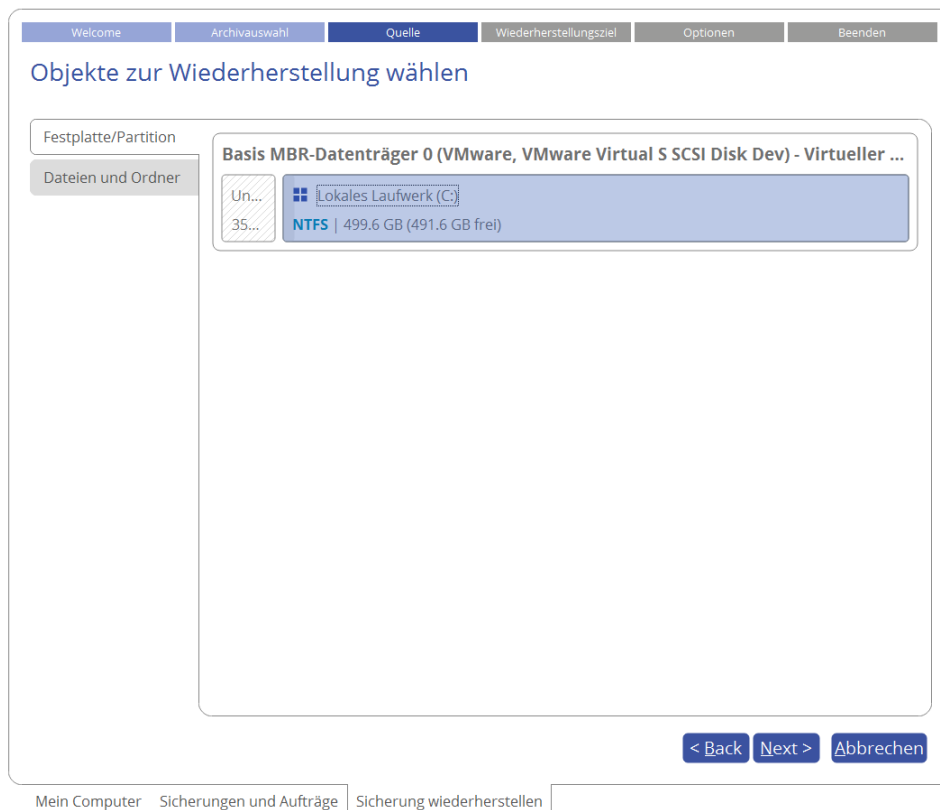 Welcome Archivauswahl Quelle Wiederherstellungsziel Optionen Beenden
Objekte zur Wiederherstellung wählen
Festplatte/Partition
Dateien und Ordner
Basis MBR-Datenträger 0 (VMware, VMware Virtual S SCSI Disk Dev) - Virtueller ...
Un...
35...
Lokales Laufwerk (C:)
NTFS | 499.6 GB (491.6 GB frei)
< Back Next > Abbrechen
Mein Computer Sicherungen und Aufträge Sicherung wiederherstellen